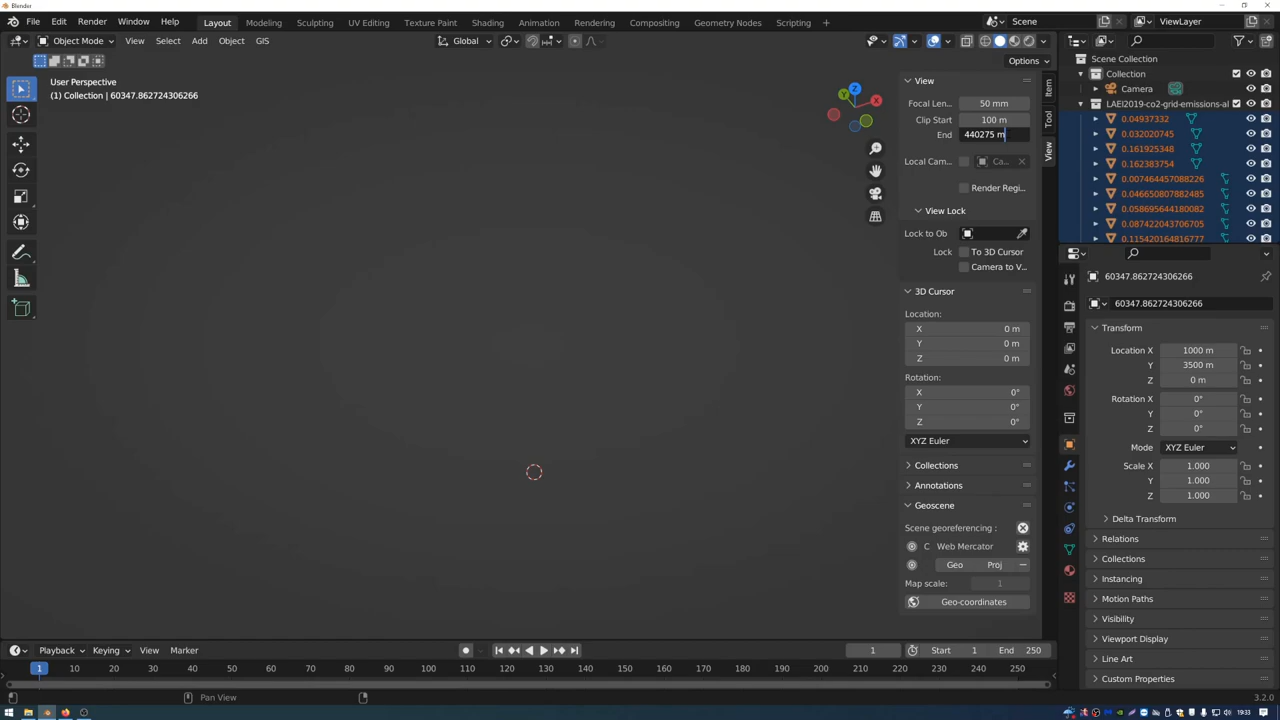 Blender
File Edit Render Window Help Layout Modeling Sculpting UV Editing Texture Paint Shading Animation Rendering Compositing Geometry Nodes Scripting + Scene ViewLayer
Object Mode View Select Add Object GIS Global
Options
User Perspective
(1) Collection | 60347.862724306266
Z
Y
X
View
Focal Len... 50 mm
Clip Start 100 m
End 440275 m
Local Cam... Ca...
Render Regi...
View Lock
Lock to Ob
Lock To 3D Cursor
Camera to V...
3D Cursor
Location:
X 0 m
Y 0 m
Z 0 m
Rotation:
X 0°
Y 0°
Z 0°
XYZ Euler
Collections
Annotations
Geoscene
Scene georeferencing :
C Web Mercator
Geo Proj
Map scale: 1
Geo-coordinates
Item
Tool
View
Scene Collection
Collection
Camera
LAEI2019-co2-grid-emissions-al
0.04937332
0.032020745
0.161925348
0.162383754
0.007464457088226
0.046650807882485
0.058695644180082
0.087422043706705
0.115420164816777
60347.862724306266
60347.862724306266
Transform
Location X 1000 m
Y 3500 m
Z 0 m
Rotation X 0°
Y 0°
Z 0°
Mode XYZ Euler
Scale X 1.000
Y 1.000
Z 1.000
Delta Transform
Relations
Collections
Instancing
Motion Paths
Visibility
Viewport Display
Line Art
Custom Properties
Playback Keying View Marker 1 Start 1 End 250
1 10 20 30 40 50 60 70 80 90 100 110 120 130 140 150 160 170 180 190 200 210 220 230 240 250
Pan View 3.2.0
19:33